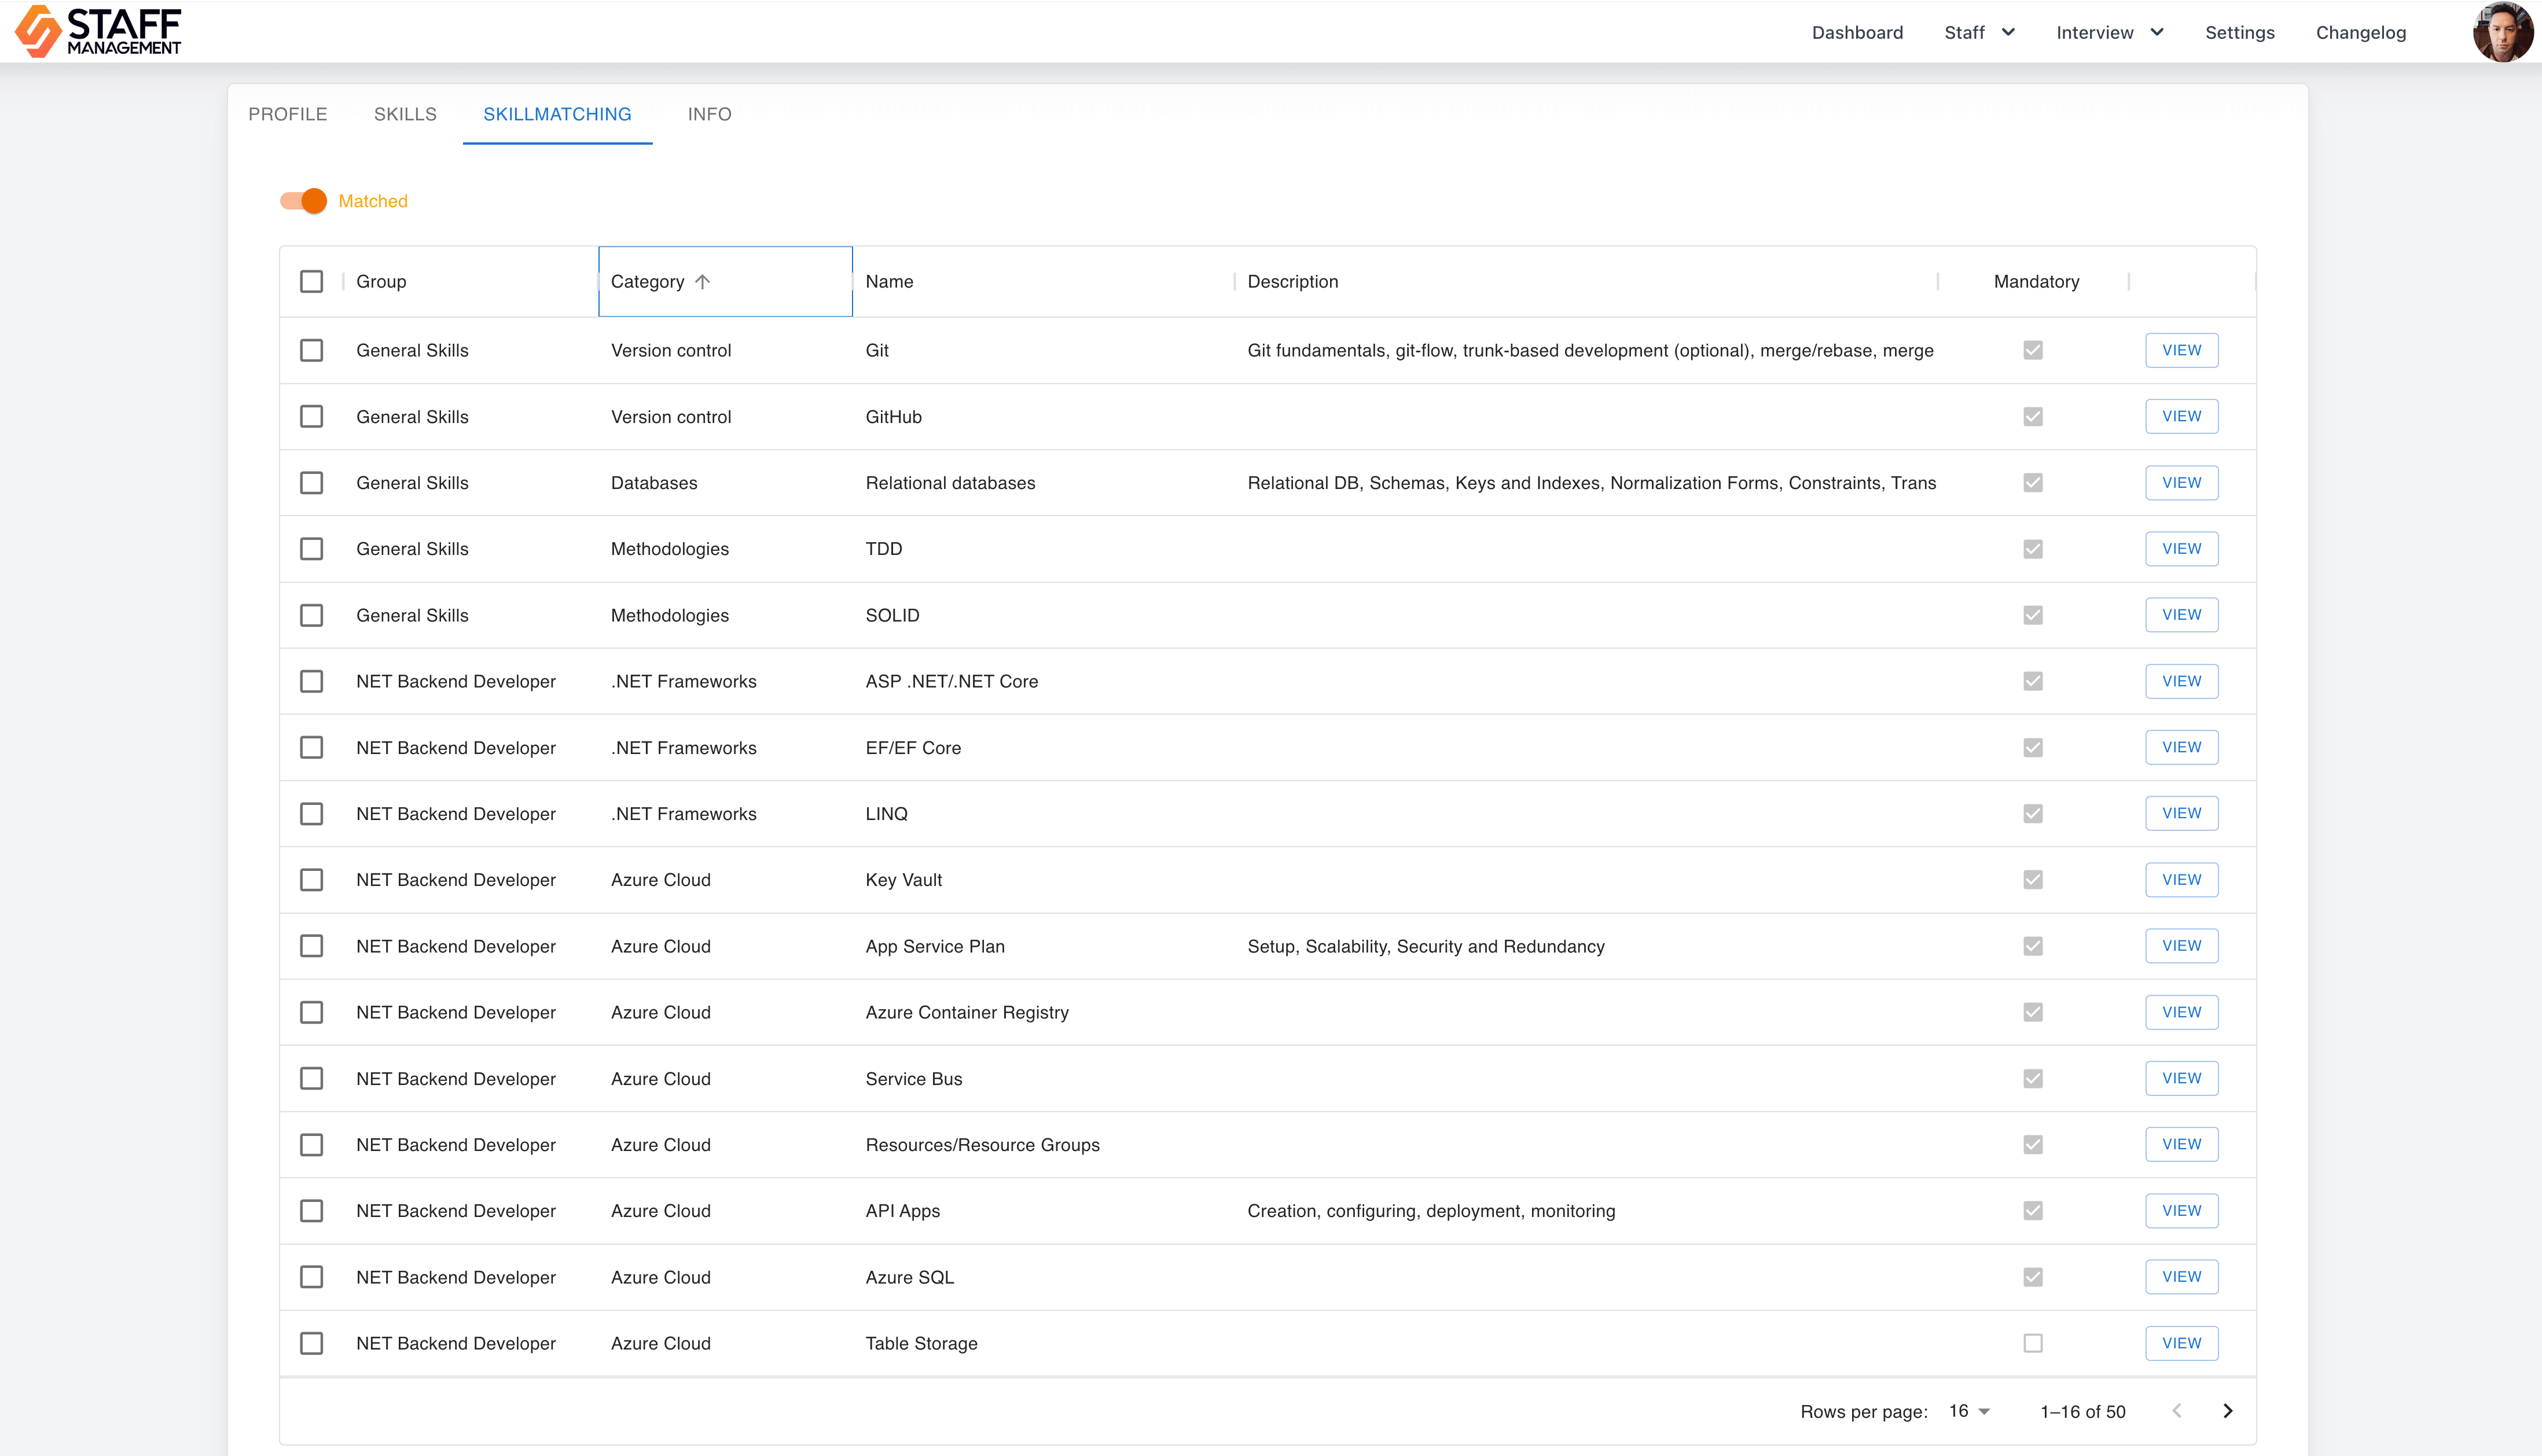 STAFF
MANAGEMENT
Dashboard Staff Interview Settings Changelog
PROFILE SKILLS SKILLMATCHING INFO
Matched
Group Category Name Description Mandatory
General Skills Version control Git Git fundamentals, git-flow, trunk-based development (optional), merge/rebase, merge VIEW
General Skills Version control GitHub VIEW
General Skills Databases Relational databases Relational DB, Schemas, Keys and Indexes, Normalization Forms, Constraints, Trans VIEW
General Skills Methodologies TDD VIEW
General Skills Methodologies SOLID VIEW
NET Backend Developer .NET Frameworks ASP .NET/.NET Core VIEW
NET Backend Developer .NET Frameworks EF/EF Core VIEW
NET Backend Developer .NET Frameworks LINQ VIEW
NET Backend Developer Azure Cloud Key Vault VIEW
NET Backend Developer Azure Cloud App Service Plan Setup, Scalability, Security and Redundancy VIEW
NET Backend Developer Azure Cloud Azure Container Registry VIEW
NET Backend Developer Azure Cloud Service Bus VIEW
NET Backend Developer Azure Cloud Resources/Resource Groups VIEW
NET Backend Developer Azure Cloud API Apps Creation, configuring, deployment, monitoring VIEW
NET Backend Developer Azure Cloud Azure SQL VIEW
NET Backend Developer Azure Cloud Table Storage VIEW
Rows per page: 16 1–16 of 50